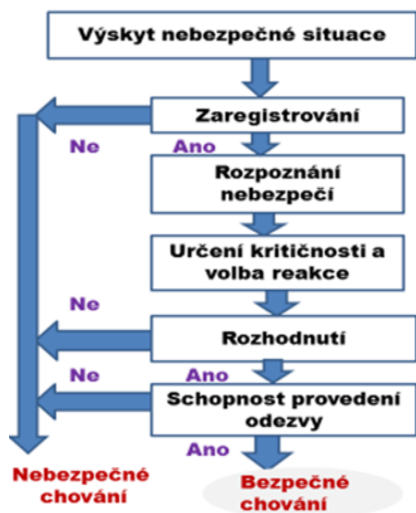 Výskyt nebezpečné situace
Zaregistrování
Ne
Ano
Rozpoznání
nebezpečí
Určení kritičnosti a
volba reakce
Ne
Rozhodnutí
Ne
Ano
Schopnost provedení
odezvy
Ano
Nebezpečné
chování
Bezpečné
chování